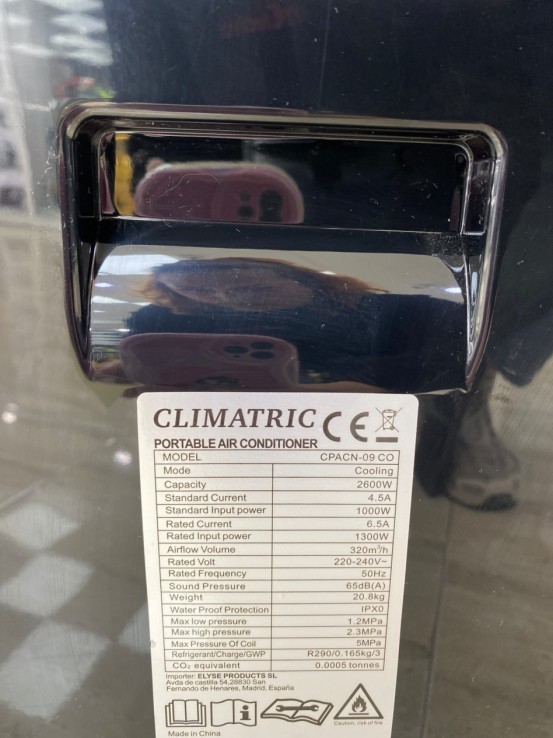 CLIMATRIC CE
PORTABLE AIR CONDITIONER
MODEL CPACN-09 CO
Mode Cooling
Capacity 2600W
Standard Current 4.5A
Standard Input power 1000W
Rated Current 6.5A
Rated Input power 1300W
Airflow Volume 320m³/h
Rated Volt 220-240V~
Rated Frequency 50Hz
Sound Pressure 65dB(A)
Weight 20.8kg
Water Proof Protection IPX0
Max low pressure 1.2MPa
Max high pressure 2.3MPa
Max Pressure Of Coil 5MPa
Refrigerant/Charge/GWP R290/0.165kg/3
CO₂ equivalent 0.0005 tonnes
Importer: ELYSE PRODUCTS SL
Avda de castilla 54,28830 San
Fernando de Henares, Madrid, España
Caution, risk of fire
Made in China